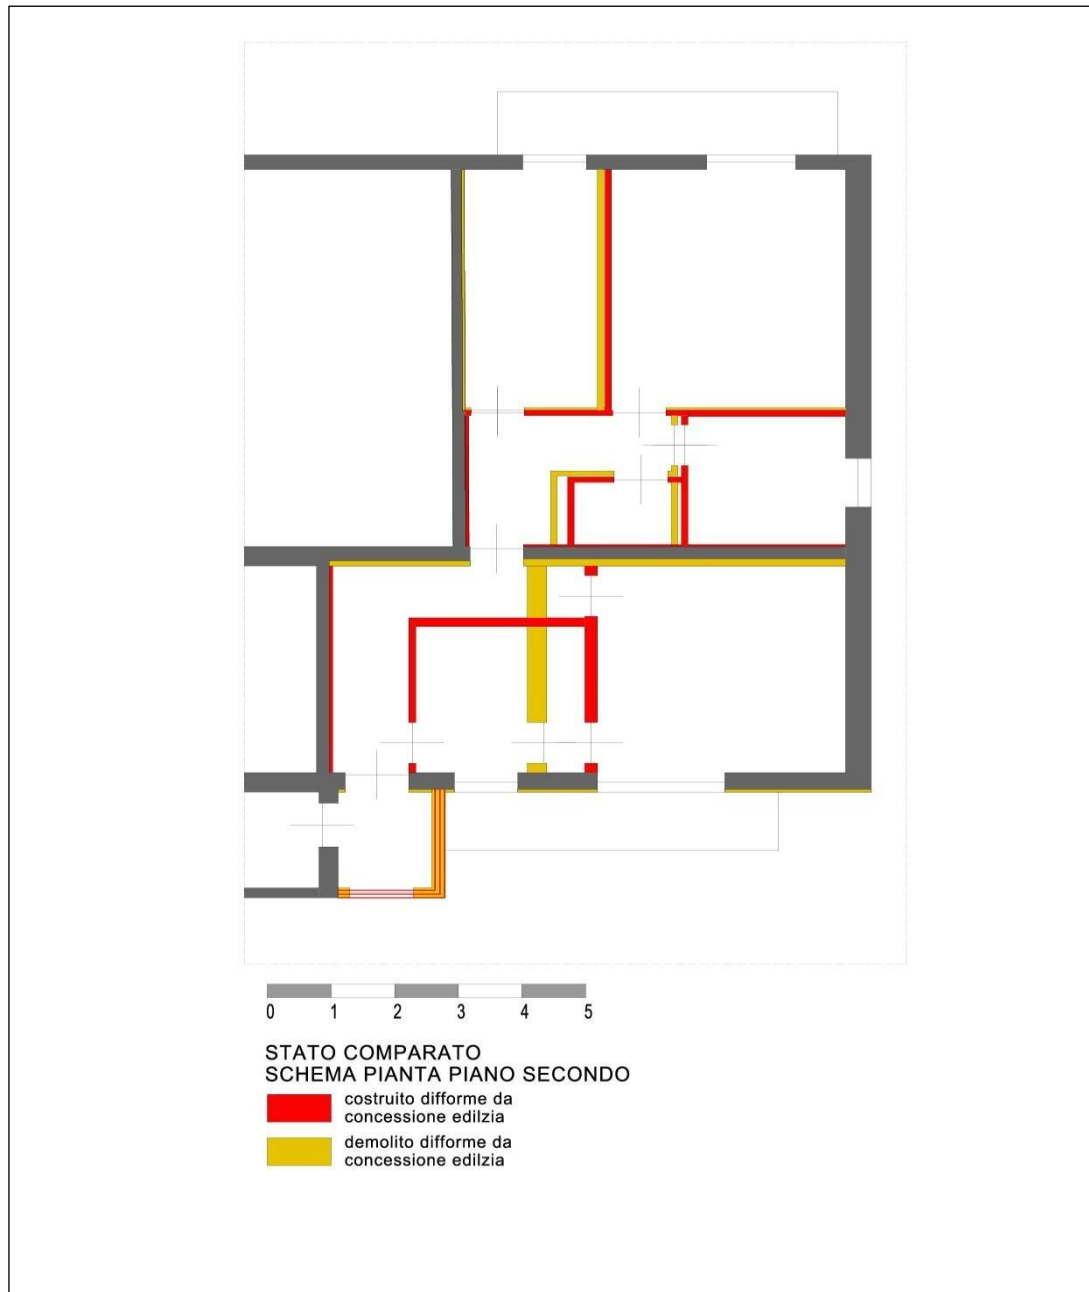 0 1 2 3 4 5
STATO COMPARATO
SCHEMA PIANTA PIANO SECONDO
costruito difforme da
concessione edilzia
demolito difforme da
concessione edilzia